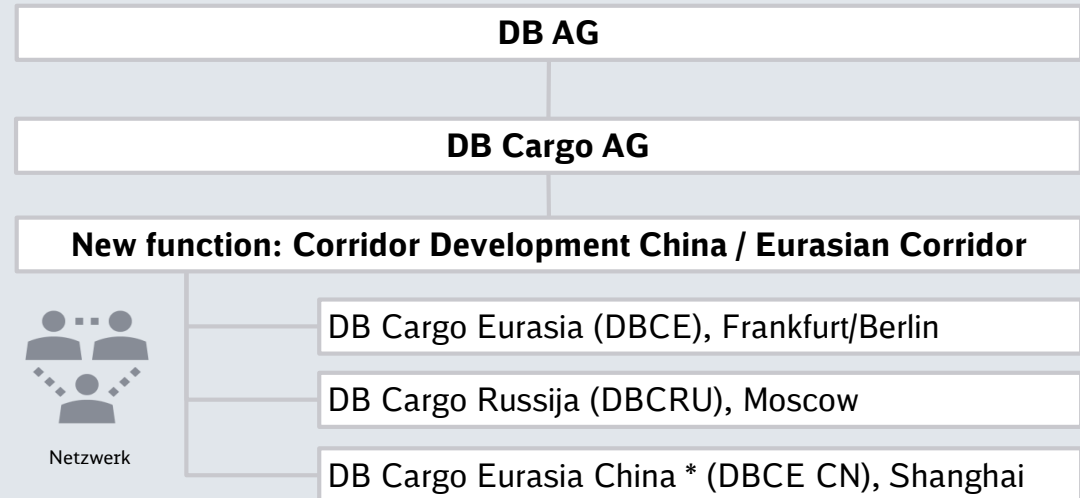 DB AG
DB Cargo AG
New function: Corridor Development China / Eurasian Corridor
DB Cargo Eurasia (DBCE), Frankfurt/Berlin
DB Cargo Russija (DBCRU), Moscow
Netzwerk
DB Cargo Eurasia China * (DBCE CN), Shanghai